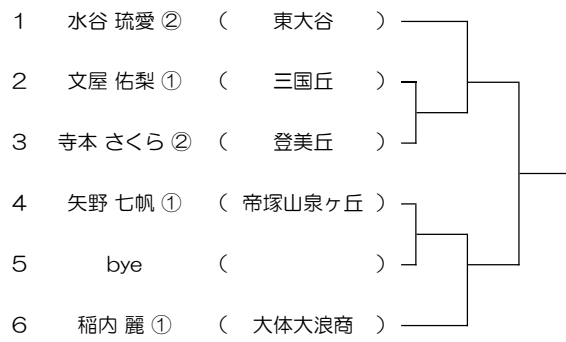 1 水谷 琉愛 ② （ 東大谷 ）
2 文屋 佑梨 ① （ 三国丘 ）
3 寺本 さくら ② （ 登美丘 ）
4 矢野 七帆 ① （ 帝塚山泉ヶ丘 ）
5 bye （ ）
6 稲内 麗 ① （ 大体大浪商 ）